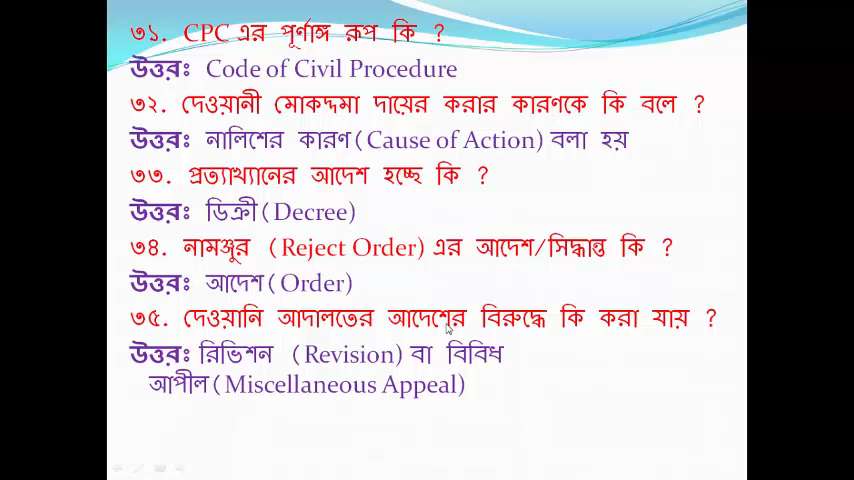 ৩১. CPC এর পূর্ণাঙ্গ রূপ কি ?
উত্তরঃ Code of Civil Procedure
৩২. দেওয়ানী মোকদ্দমা দায়ের করার কারণকে কি বলে ?
উত্তরঃ নালিশের কারণ(Cause of Action) বলা হয়
৩৩. প্রত্যাখ্যানের আদেশ হচ্ছে কি ?
উত্তরঃ ডিক্রী(Decree)
৩৪. নামঞ্জুর (Reject Order) এর আদেশ/সিদ্ধান্ত কি ?
উত্তরঃ আদেশ(Order)
৩৫. দেওয়ানি আদালতের আদেশের বিরুদ্ধে কি করা যায় ?
উত্তরঃ রিভিশন (Revision) বা বিবিধ
আপীল(Miscellaneous Appeal)